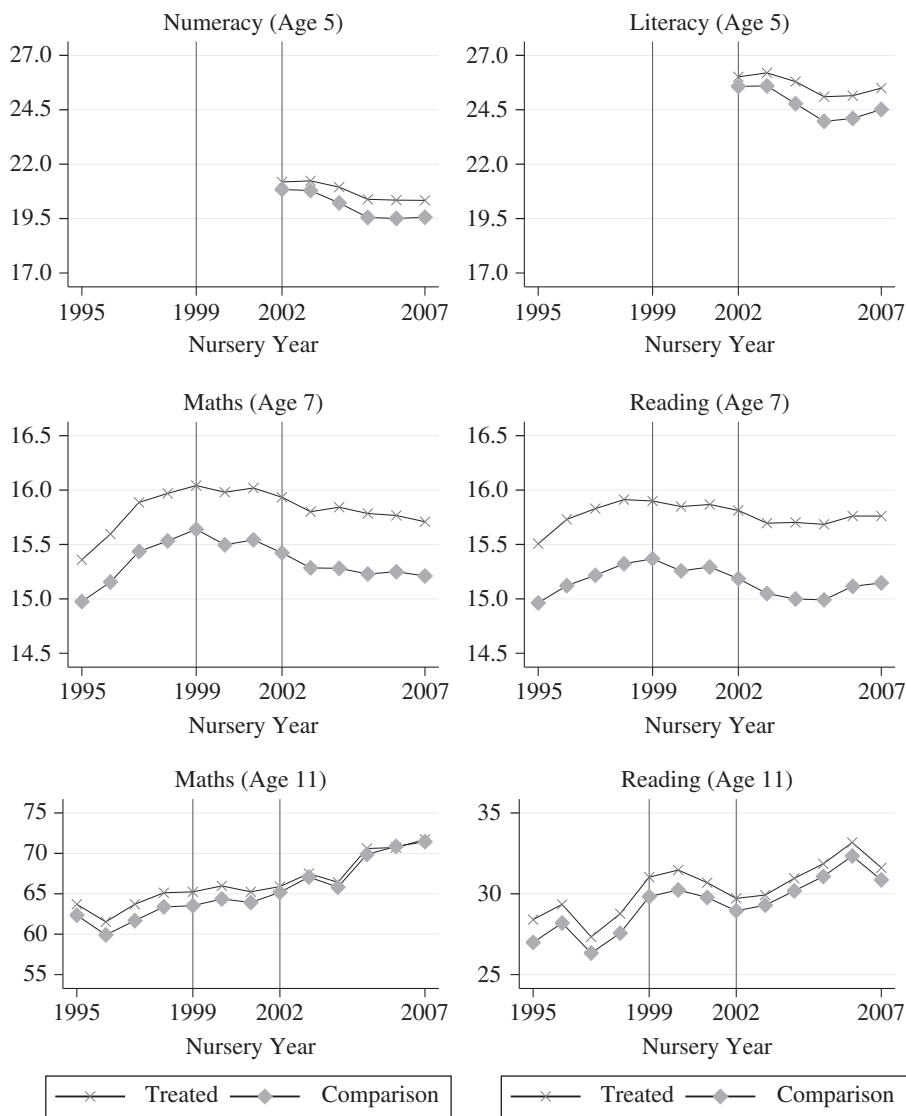 Numeracy (Age 5)
27.0
24.5
22.0
19.5
17.0
1995 1999 2002 2007
Nursery Year
Literacy (Age 5)
27.0
24.5
22.0
19.5
17.0
1995 1999 2002 2007
Nursery Year
Maths (Age 7)
16.5
16.0
15.5
15.0
14.5
1995 1999 2002 2007
Nursery Year
Reading (Age 7)
16.5
16.0
15.5
15.0
14.5
1995 1999 2002 2007
Nursery Year
Maths (Age 11)
75
70
65
60
55
1995 1999 2002 2007
Nursery Year
Reading (Age 11)
35
30
25
1995 1999 2002 2007
Nursery Year
Treated Comparison
Treated Comparison